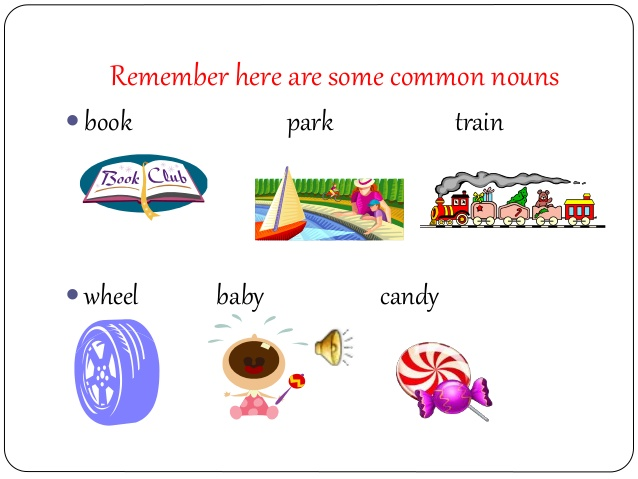 Remember here are some common nouns
• book park train
Book Club
• wheel baby candy